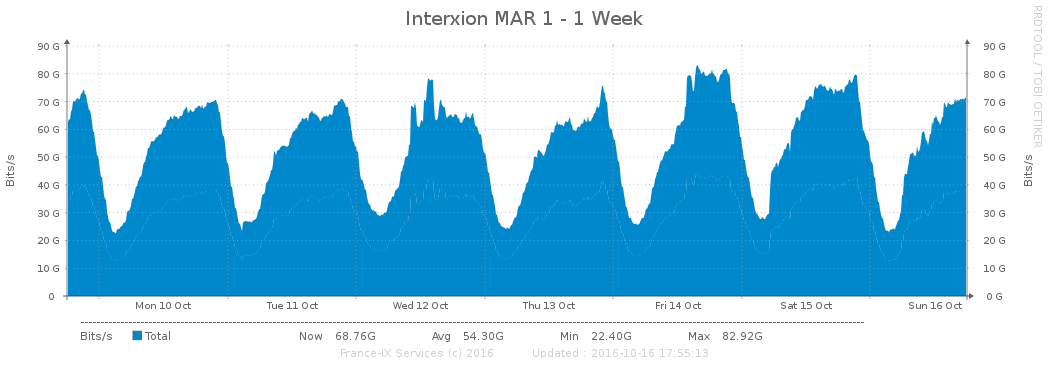 Interxion MAR 1 - 1 Week
RRDTOOL / TOBI OETIKER
Bits/s
Bits/s
90 G 90 G
80 G 80 G
70 G 70 G
60 G 60 G
50 G 50 G
40 G 40 G
30 G 30 G
20 G 20 G
10 G 10 G
0 0 G
Mon 10 Oct Tue 11 Oct Wed 12 Oct Thu 13 Oct Fri 14 Oct Sat 15 Oct Sun 16 Oct
Bits/s Total Now 68.76G Avg 54.30G Min 22.40G Max 82.92G
France-IX Services (c) 2016 Updated : 2016-10-16 17:55:13